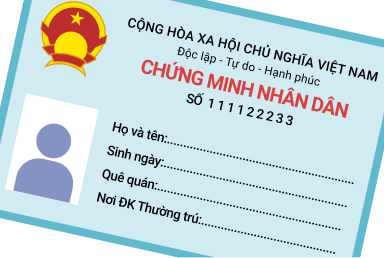 CỘNG HÒA XA HỘI CHỦ NGHĨA VIỆT NAM
Độc lập - Tự do - Hạnh phúc
CHỨNG MINH NHÂN DÂN
SỐ 111122233
Họ và tên:
Sinh ngày:
Quê quán:
Nơi ĐK Thường trú: